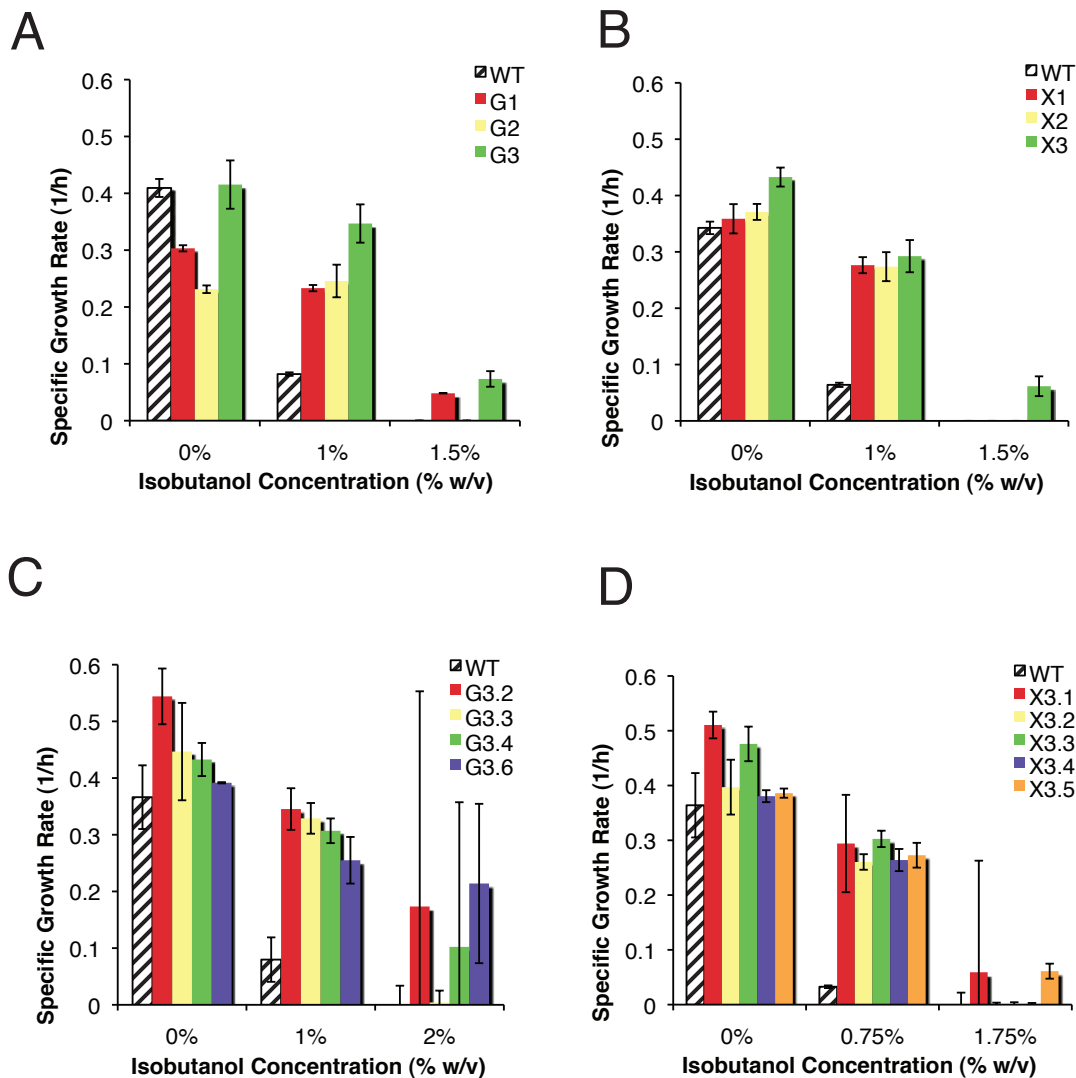 A
Specific Growth Rate (1/h)
0.6
0.5
0.4
0.3
0.2
0.1
0
WT
G1
G2
G3
0%
1%
1.5%
Isobutanol Concentration (% w/v)
B
Specific Growth Rate (1/h)
0.6
0.5
0.4
0.3
0.2
0.1
0
WT
X1
X2
X3
0%
1%
1.5%
Isobutanol Concentration (% w/v)
C
Specific Growth Rate (1/h)
0.6
0.5
0.4
0.3
0.2
0.1
0
WT
G3.2
G3.3
G3.4
G3.6
0%
1%
2%
Isobutanol Concentration (% w/v)
D
Specific Growth Rate (1/h)
0.6
0.5
0.4
0.3
0.2
0.1
0
WT
X3.1
X3.2
X3.3
X3.4
X3.5
0%
0.75%
1.75%
Isobutanol Concentration (% w/v)